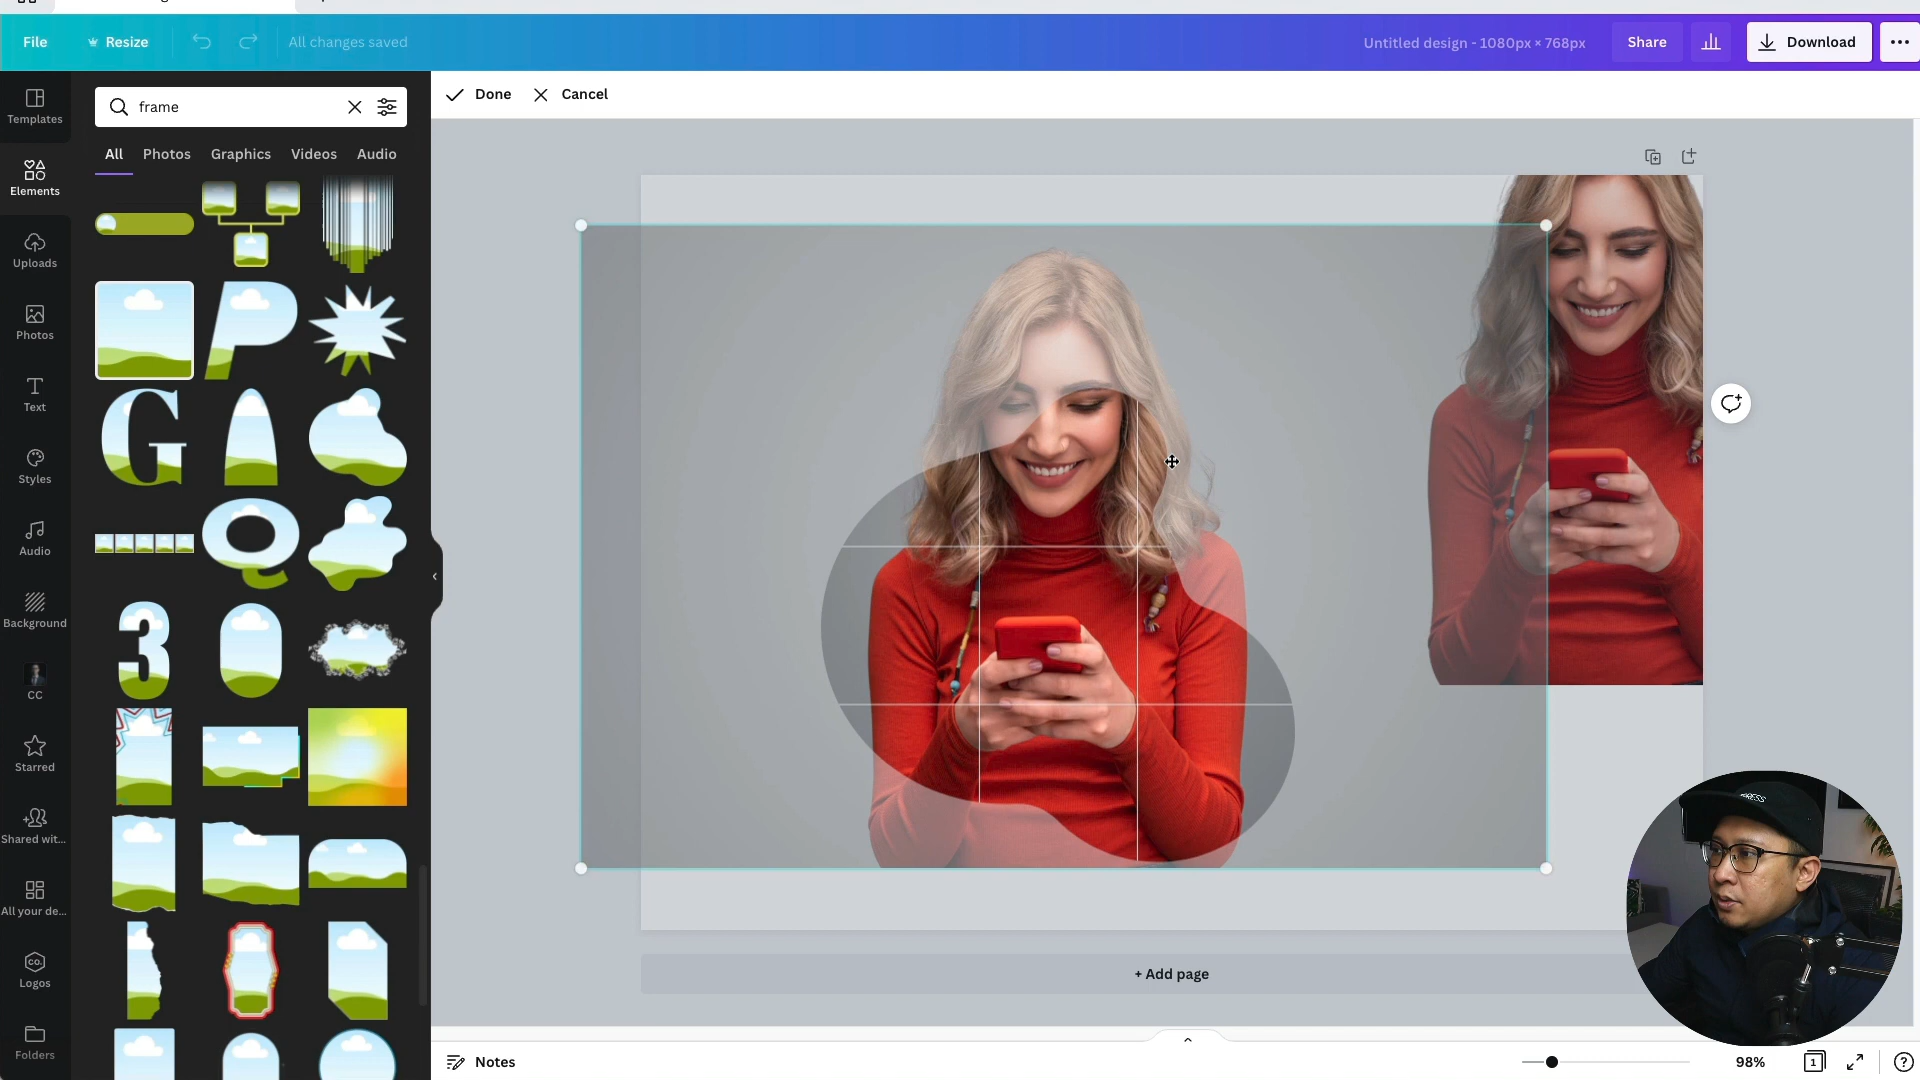 File
Resize
All changes saved
Untitled design - 1080px × 768px
Share
Download
Templates
Elements
Uploads
Photos
Text
Styles
Audio
Background
CC
Starred
Shared wit...
All your de...
co.
Logos
Folders
frame
All
Photos
Graphics
Videos
Audio
Done
Cancel
+ Add page
Notes
98%
1
?